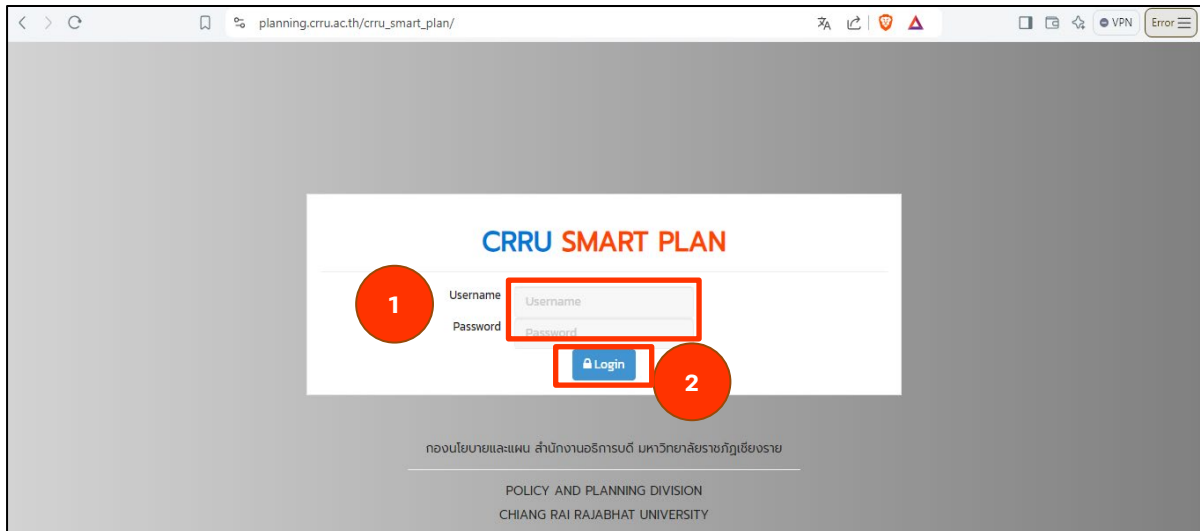 planning.crru.ac.th/crru_smart_plan/
VPN
Error
CRRU SMART PLAN
1
Username
Username
Password
Password
Login
2
กองนโยบายและแผน สำนักงานอธิการบดี มหาวิทยาลัยราชภัฏเชียงราย
POLICY AND PLANNING DIVISION
CHIANG RAI RAJABHAT UNIVERSITY